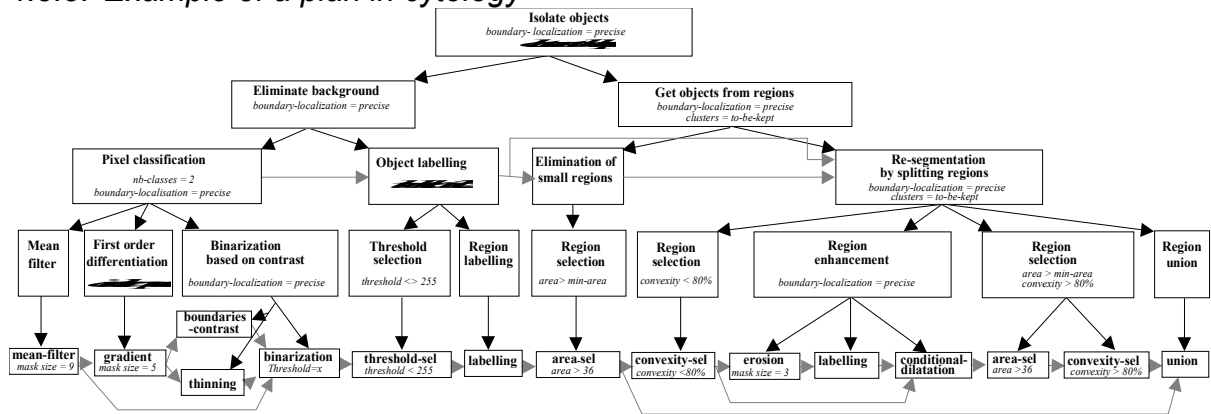 Isolate objects
boundary- localization = precise
Eliminate background
boundary-localization = precise
Get objects from regions
boundary-localization = precise
clusters = to-be-kept
Pixel classification
nb-classes = 2
boundary-localisation = precise
Object labelling
Elimination of
small regions
Re-segmentation
by splitting regions
boundary-localization = precise
clusters = to-be-kept
Mean
filter
First order
differentiation
Binarization
based on contrast
boundary-localization = precise
Threshold
selection
threshold <> 255
Region
labelling
Region
selection
area> min-area
Region
selection
convexity < 80%
Region
enhancement
boundary-localization = precise
Region
selection
area > min-area
convexity > 80%
Region
union
boundaries
-contrast
mean-filter
mask size = 9
gradient
mask size = 5
thinning
binarization
Threshold=x
threshold-sel
threshold < 255
labelling
area-sel
area > 36
convexity-sel
convexity <80%
erosion
mask size = 3
labelling
conditional-
dilatation
area-sel
area >36
convexity-sel
convexity > 80%
union